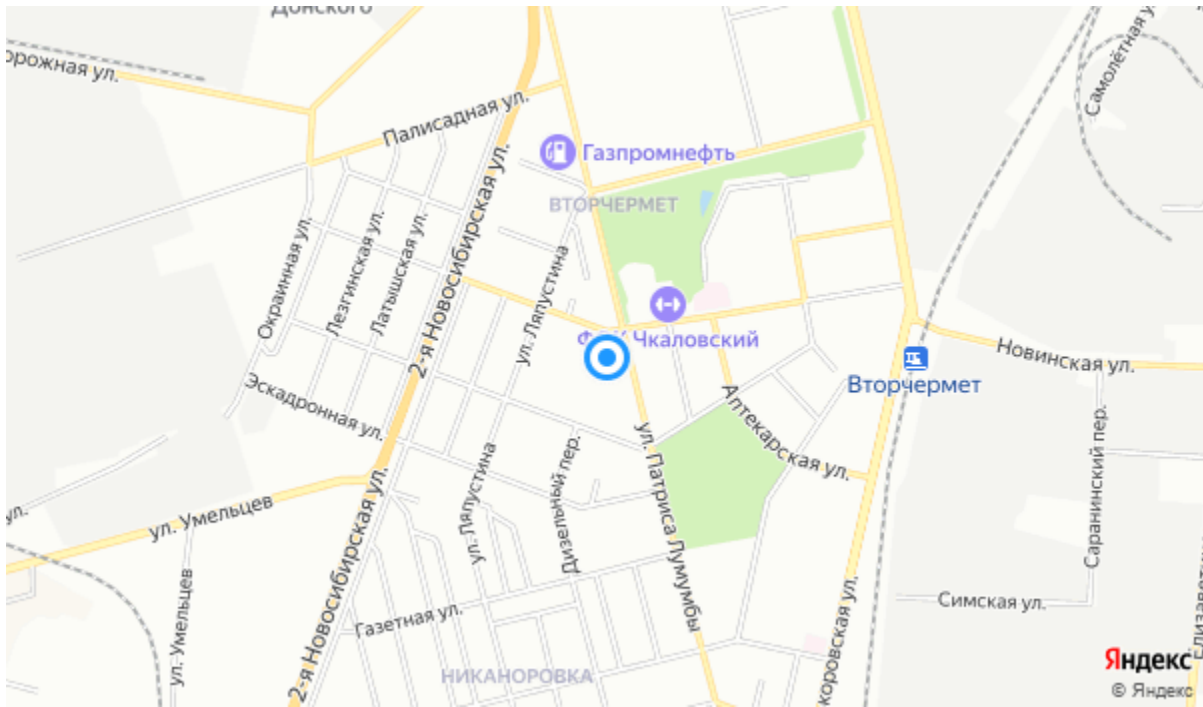 Донского
орожная ул.
Самолётная у
Палисадная ул.
Газпромнефть
ВТОРЧЕРМЕТ
Окраинная ул.
Лезгинская ул.
Латышская ул.
2-я Новосибирская ул.
ул. Ляпустина
Чкаловский
Новинская ул.
Вторчермет
Эскадронная ул.
Аптекарская ул.
Саранинский пер.
ул. Патриса Лумумбы
ул. Ляпустина
Дизельный пер.
ул.
ул. Умельцев
2-я Новосибирская ул.
ул. Умельцев
Газетная ул.
Симская ул.
коровская ул.
НИКАНОРОВКА
Яндекс
© Яндекс